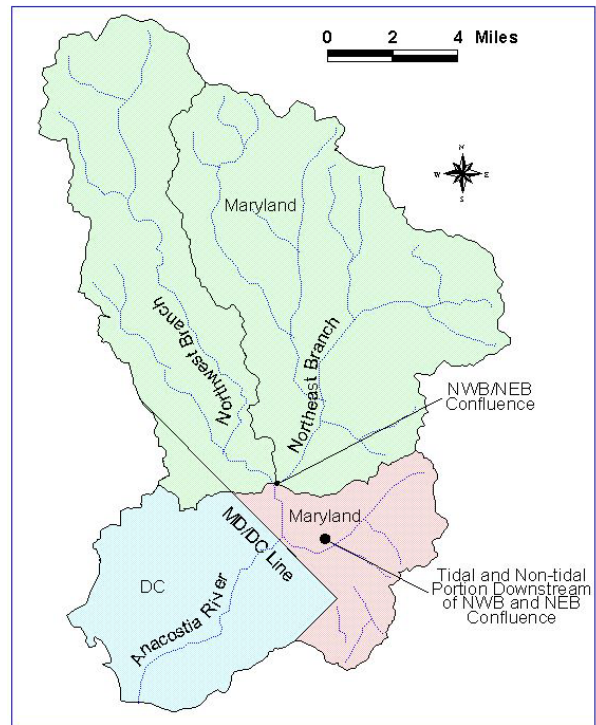 0 2 4 Miles
N
W E
S
Maryland
Northwest Branch
Northeast Branch
NWB/NEB
Confluence
Maryland
MD/DC Line
DC
Anacostia River
Tidal and Non-tidal
Portion Downstream
of NWB and NEB
Confluence